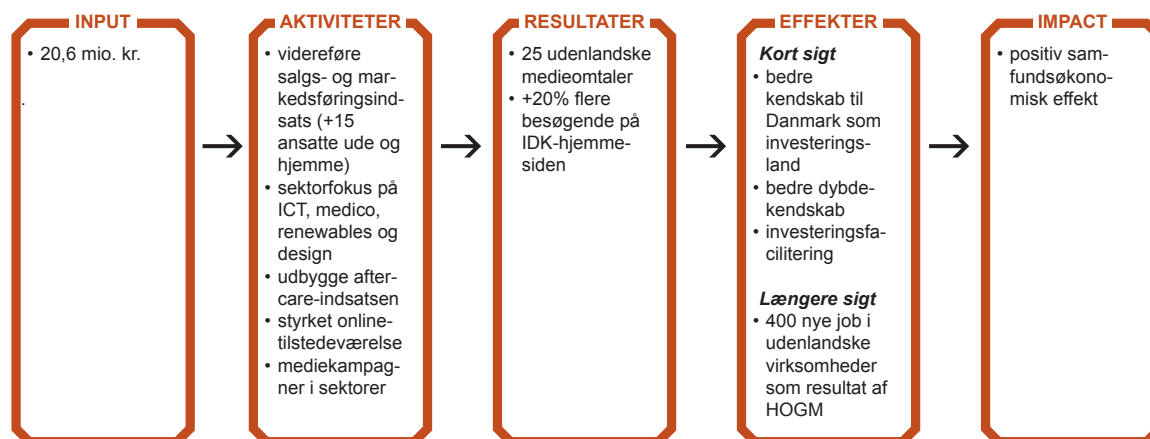 INPUT
• 20,6 mio. kr.
.
AKTIVITETER
• videreføre
salgs- og mar-
kedsføringsind-
sats (+15
ansatte ude og
hjemme)
• sektorfokus på
ICT, medico,
renewables og
design
• udbygge after-
care-indsatsen
• styrket online-
tilstedeværelse
• mediekampag-
ner i sektorer
RESULTATER
• 25 udenlandske
medieomtaler
• +20% flere
besøgende på
IDK-hjemme-
siden
EFFEKTER
Kort sigt
• bedre
kendskab til
Danmark som
investerings-
land
• bedre dybde-
kendskab
• investeringsfa-
cilitering
Længere sigt
• 400 nye job i
udenlandske
virksomheder
som resultat af
HOGM
IMPACT
• positiv sam-
fundsøkono-
misk effekt